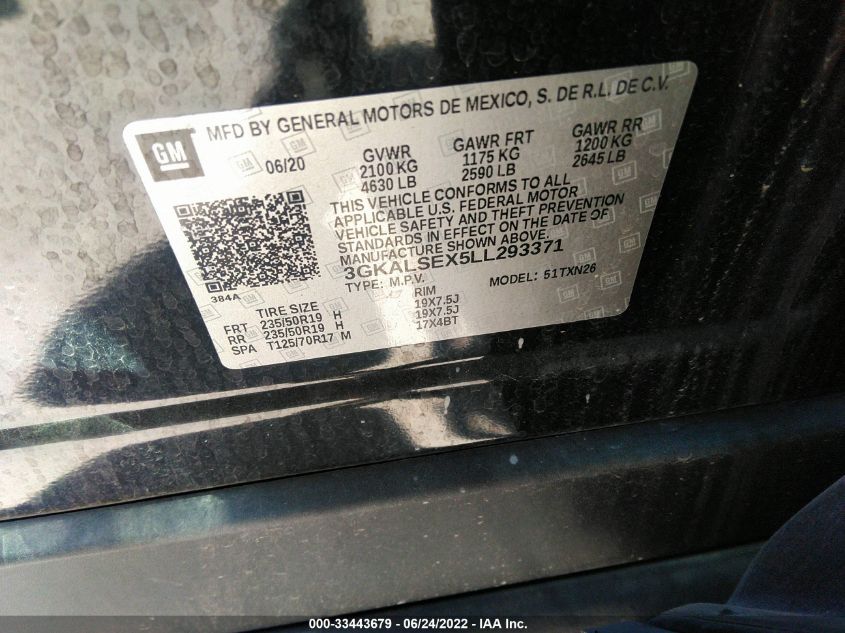 GM
MFD BY GENERAL MOTORS DE MEXICO, S. DE R.L. DE C.V.
06/20 GVWR GAWR FRT GAWR RR
2100 KG 1175 KG 1200 KG
4630 LB 2590 LB 2645 LB
THIS VEHICLE CONFORMS TO ALL
APPLICABLE U.S. FEDERAL MOTOR
VEHICLE SAFETY AND THEFT PREVENTION
STANDARDS IN EFFECT ON THE DATE OF
MANUFACTURE SHOWN ABOVE.
3GKALSEX5LL293371
TYPE: M.P.V. MODEL: 51TXN26
384A
TIRE SIZE RIM
FRT 235/50R19 H 19X7.5J
RR 235/50R19 H 19X7.5J
SPA T125/70R17 M 17X4BT
000-33443679 - 06/24/2022 - IAA Inc.